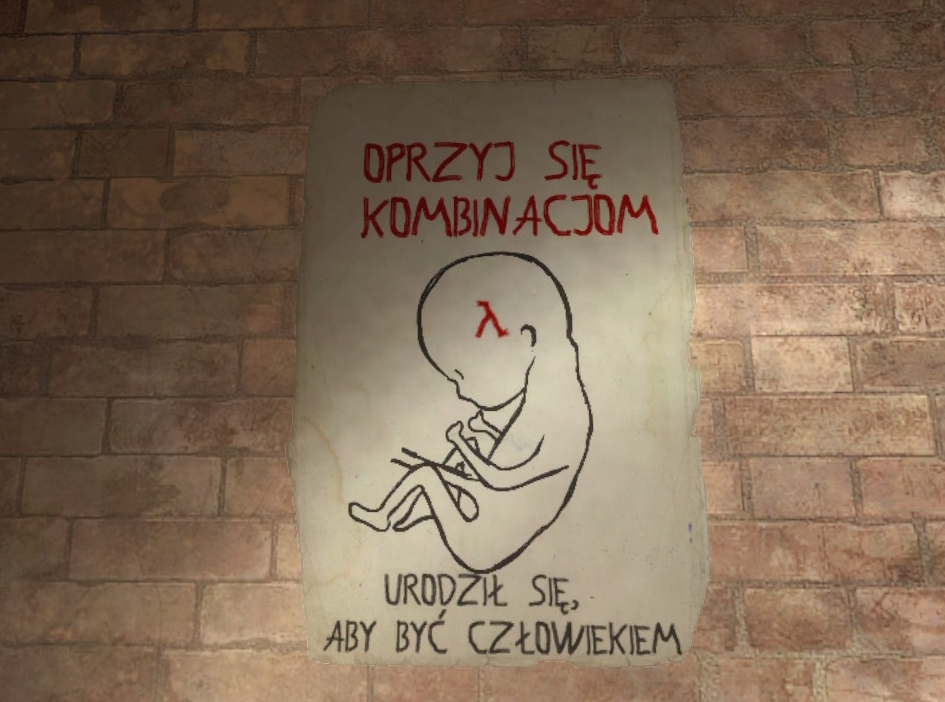 OPRZYJ SIĘ
KOMBINACJOM
λ
URODZIŁ SIĘ,
ABY BYĆ CZŁOWIEKIEM